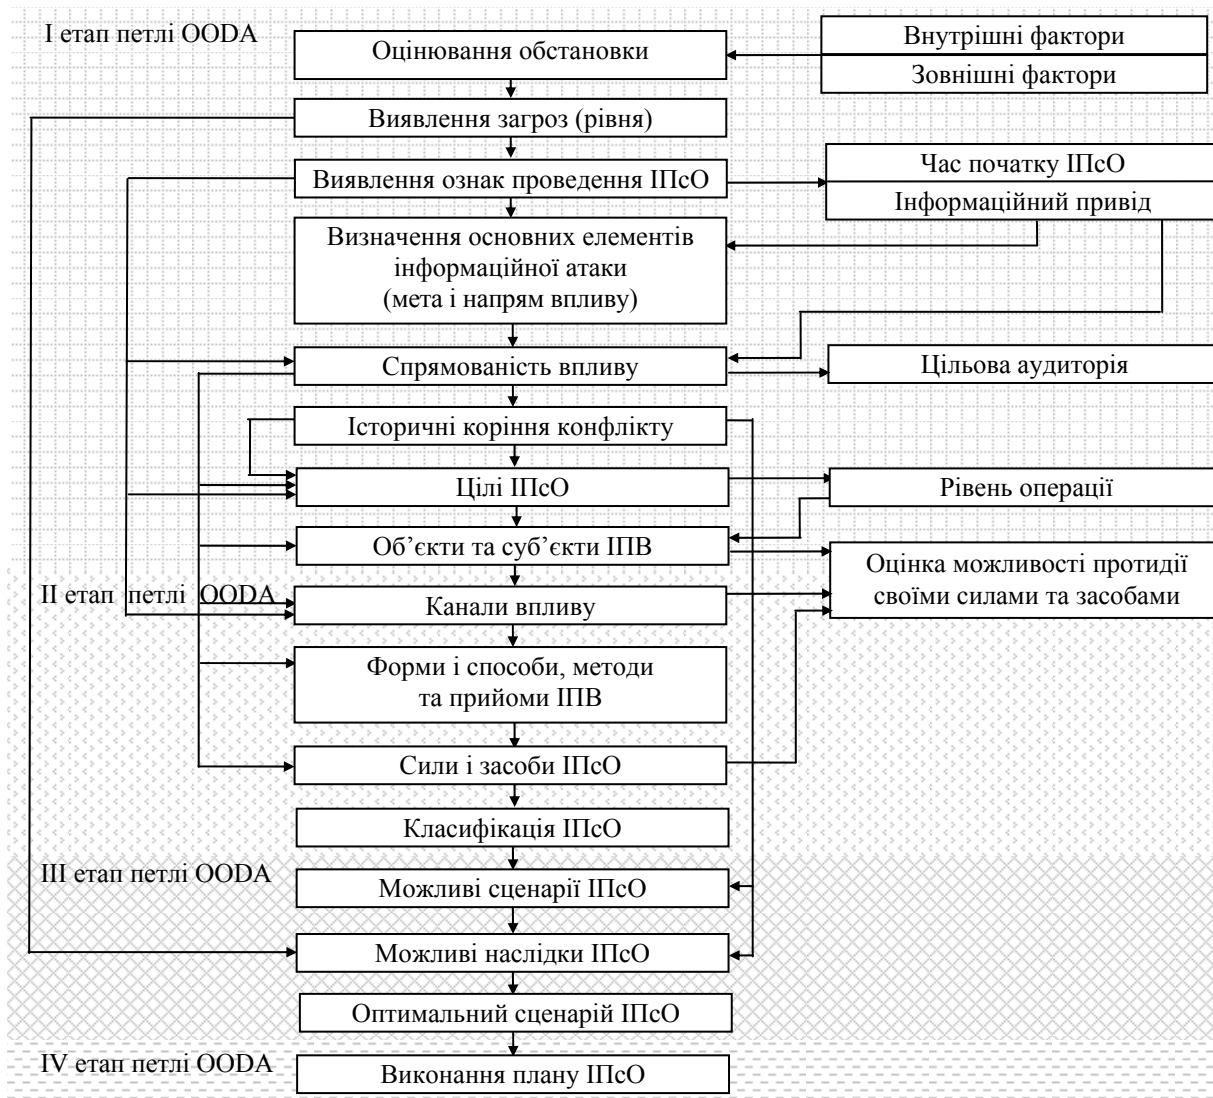 I етап петлі OODA
Оцінювання обстановки
Внутрішні фактори
Зовнішні фактори
Виявлення загроз (рівня)
Виявлення ознак проведення ІПсО
Час початку ІПсО
Інформаційний привід
Визначення основних елементів
інформаційної атаки
(мета і напрям впливу)
Спрямованість впливу
Цільова аудиторія
Історичні коріння конфлікту
Цілі ІПсО
Рівень операції
Об’єкти та суб’єкти ІПВ
Оцінка можливості протидії
своїми силами та засобами
II етап петлі OODA
Канали впливу
Форми і способи, методи
та прийоми ІПВ
Сили і засоби ІПсО
Класифікація ІПсО
III етап петлі OODA
Можливі сценарії ІПсО
Можливі наслідки ІПсО
Оптимальний сценарій ІПсО
IV етап петлі OODA
Виконання плану ІПсО